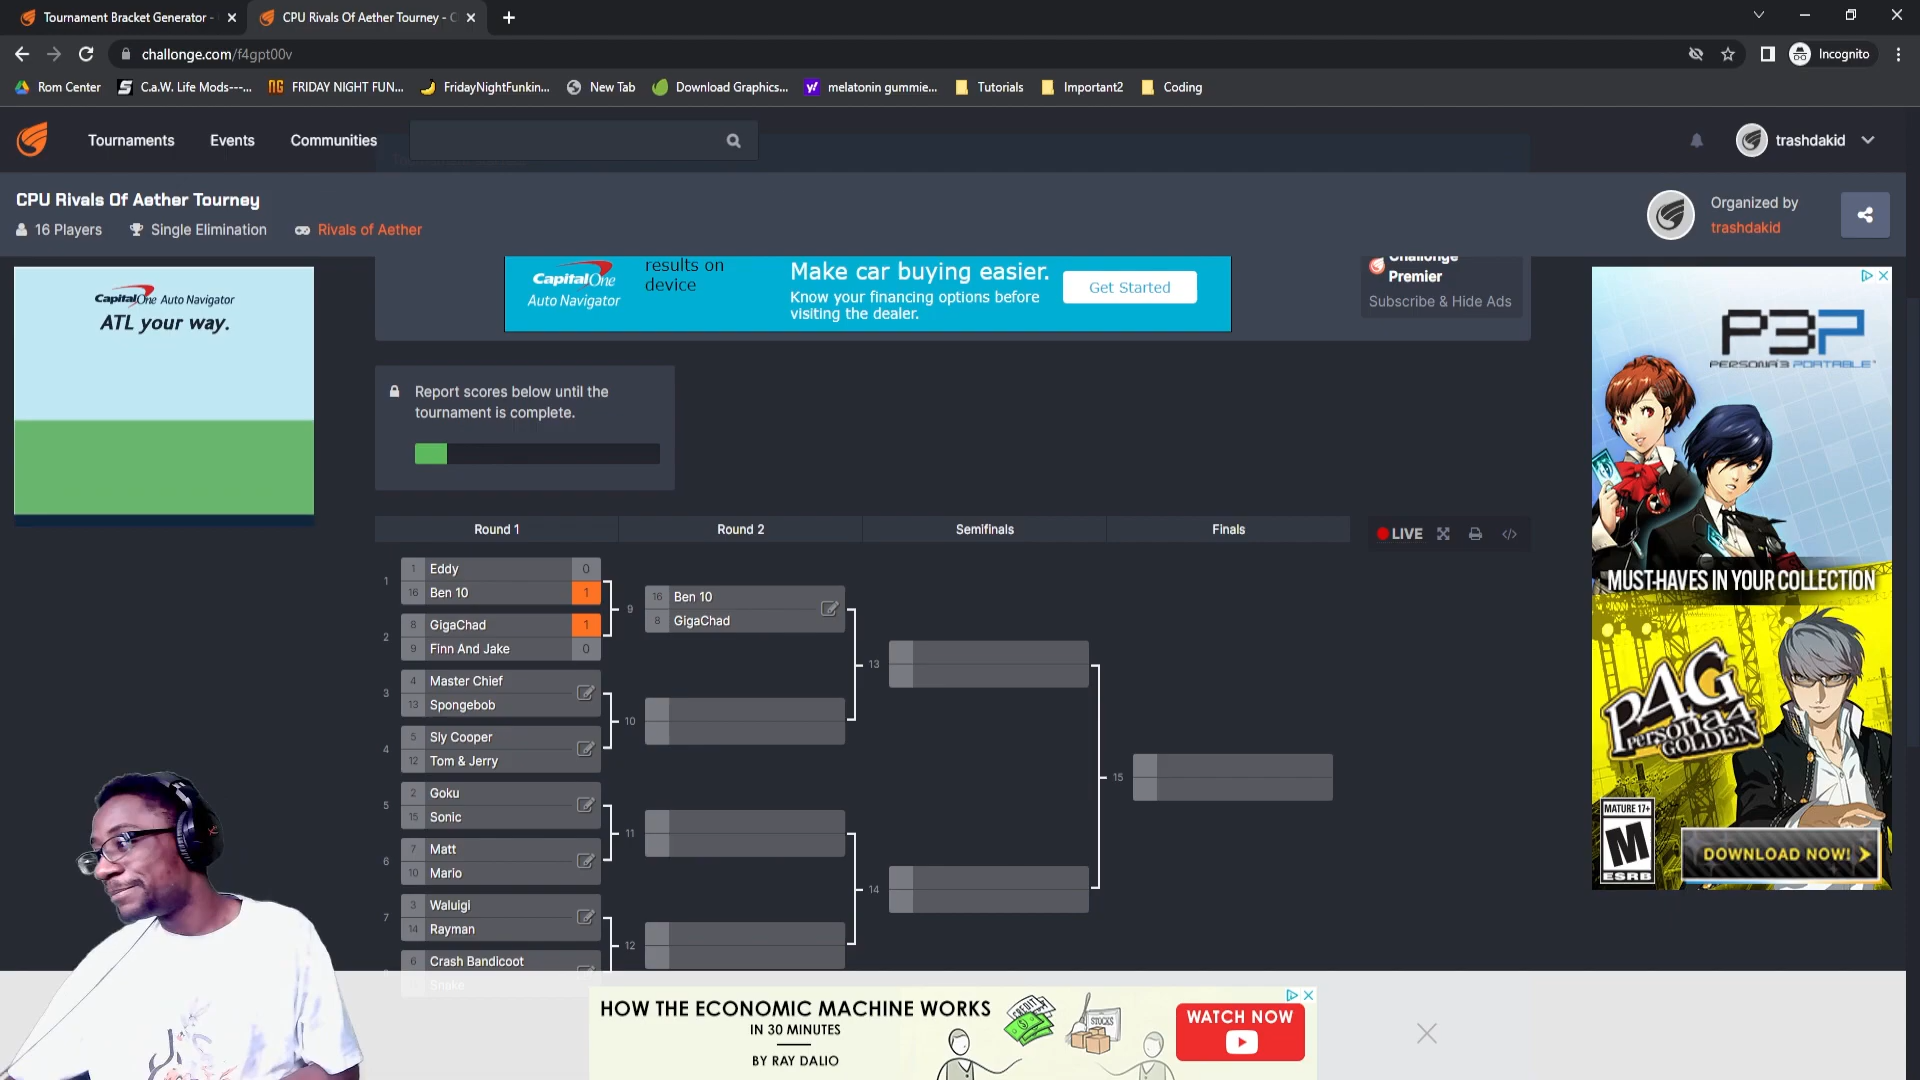 Tournament Bracket Generator -
CPU Rivals Of Aether Tourney - C
challonge.com/f4gpt00v
Incognito
Rom Center
C.a.W. Life Mods---...
FRIDAY NIGHT FUN...
FridayNightFunkin...
New Tab
Download Graphics...
melatonin gummie...
Tutorials
Important2
Coding
Tournaments
Events
Communities
trashdakid
CPU Rivals Of Aether Tourney
16 Players
Single Elimination
Rivals of Aether
Organized by
trashdakid
CapitalOne Auto Navigator
ATL your way.
CapitalOne
Auto Navigator
results on
device
Make car buying easier.
Know your financing options before
visiting the dealer.
Get Started
Challonge
Premier
Subscribe & Hide Ads
Report scores below until the
tournament is complete.
Round 1
Round 2
Semifinals
Finals
LIVE
1
1 Eddy 0
16 Ben 10 1
2
8 GigaChad 1
9 Finn And Jake 0
3
4 Master Chief
13 Spongebob
4
5 Sly Cooper
12 Tom & Jerry
5
2 Goku
15 Sonic
6
7 Matt
10 Mario
7
3 Waluigi
14 Rayman
6 Crash Bandicoot
Snake
9
16 Ben 10
8 GigaChad
10
11
12
13
14
15
P3P
PERSONA3 PORTABLE
MUST-HAVES IN YOUR COLLECTION
P4G
Persona4
GOLDEN
MATURE 17+
M
ESRB
DOWNLOAD NOW!
HOW THE ECONOMIC MACHINE WORKS
IN 30 MINUTES
BY RAY DALIO
STOCKS
WATCH NOW